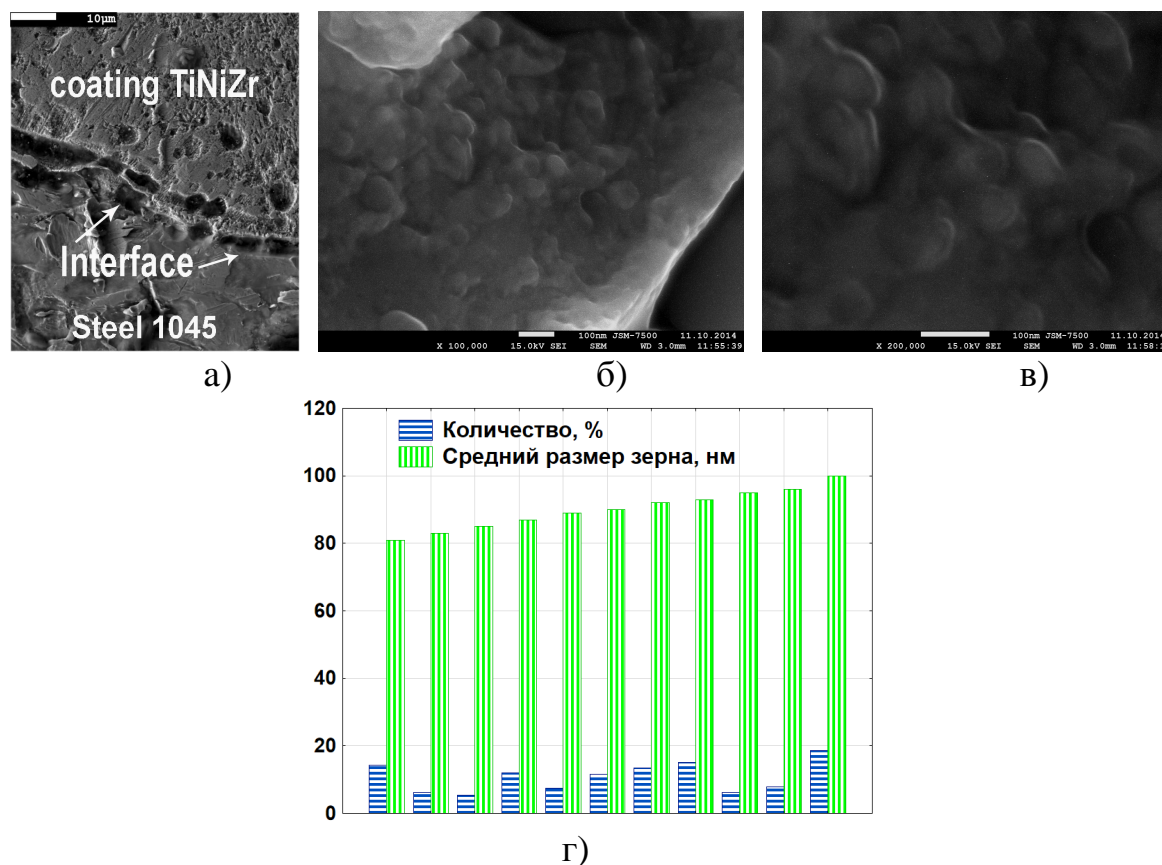 10µm
coating TiNiZr
Interface
Steel 1045
100nm JSM-7500 11.10.2014
X 100,000 15.0kV SEI SEM WD 3.0mm 11:55:39
100nm JSM-7500 11.10.2014
X 200,000 15.0kV SEI SEM WD 3.0mm
а)
б)
в)
120
100
80
60
40
20
0
Количество, %
Средний размер зерна, нм
г)